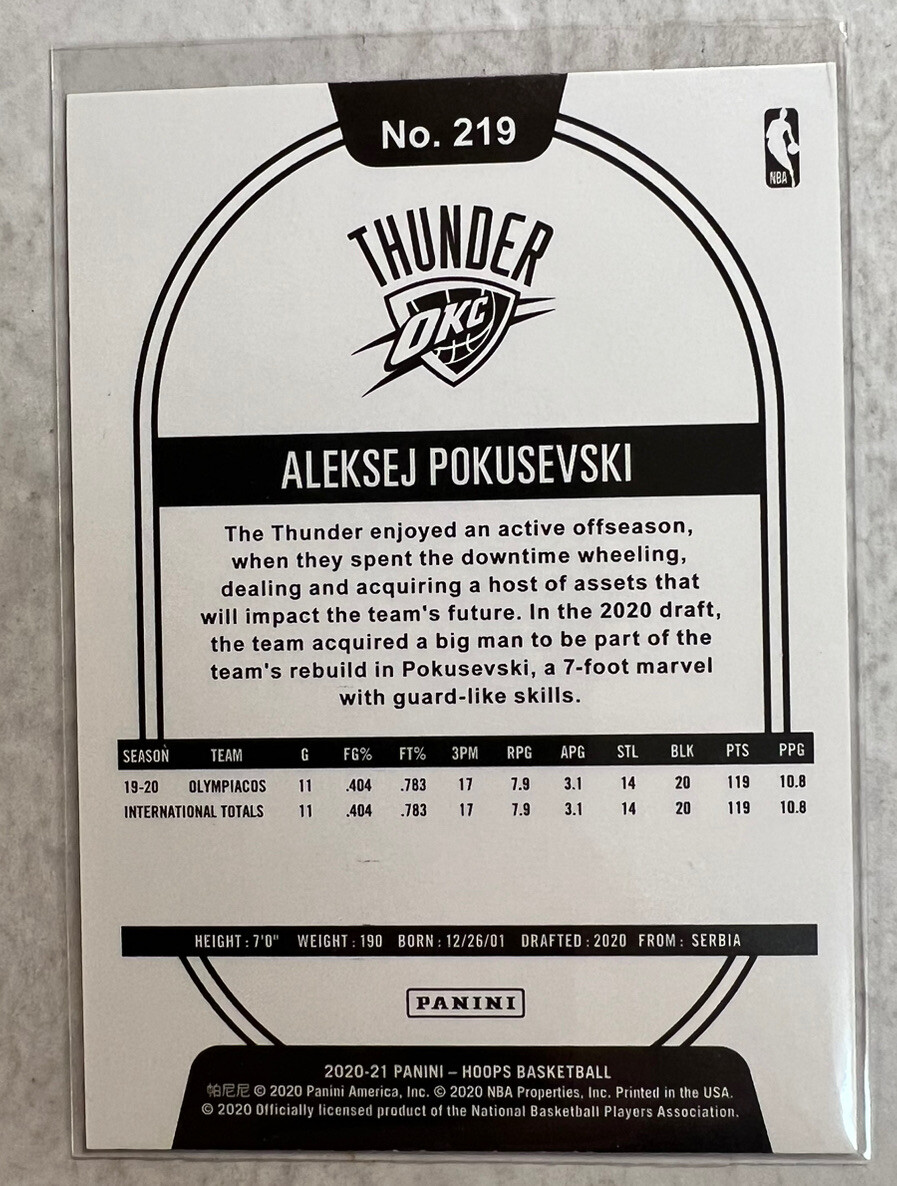 No. 219
NBA
THUNDER
OKC
ALEKSEJ POKUSEVSKI
The Thunder enjoyed an active offseason,
when they spent the downtime wheeling,
dealing and acquiring a host of assets that
will impact the team's future. In the 2020 draft,
the team acquired a big man to be part of the
team's rebuild in Pokusevski, a 7-foot marvel
with guard-like skills.
SEASON TEAM G FG% FT% 3PM RPG APG STL BLK PTS PPG
19-20 OLYMPIACOS 11 .404 .783 17 7.9 3.1 14 20 119 10.8
INTERNATIONAL TOTALS 11 .404 .783 17 7.9 3.1 14 20 119 10.8
HEIGHT: 7'0" WEIGHT: 190 BORN: 12/26/01 DRAFTED: 2020 FROM: SERBIA
PANINI
2020-21 PANINI – HOOPS BASKETBALL
帕尼尼 © 2020 Panini America, Inc. © 2020 NBA Properties, Inc. Printed in the USA.
© 2020 Officially licensed product of the National Basketball Players Association.